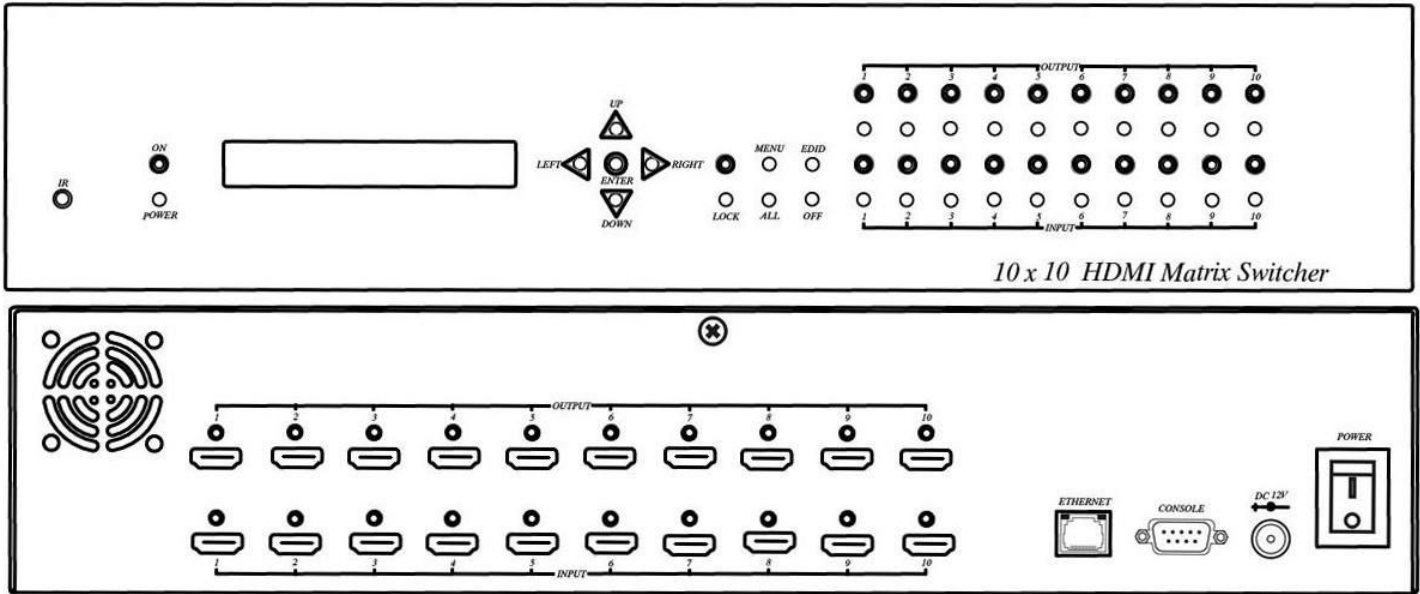 OUTPUT
1 2 3 4 5 6 7 8 9 10
UP
ON
LEFT
RIGHT
MENU EDID
ENTER
IR
POWER
DOWN
LOCK ALL OFF
1 2 3 4 5 6 7 8 9 10
INPUT
10 x 10 HDMI Matrix Switcher
OUTPUT
1 2 3 4 5 6 7 8 9 10
POWER
ETHERNET
CONSOLE
DC 12V
1 2 3 4 5 6 7 8 9 10
INPUT